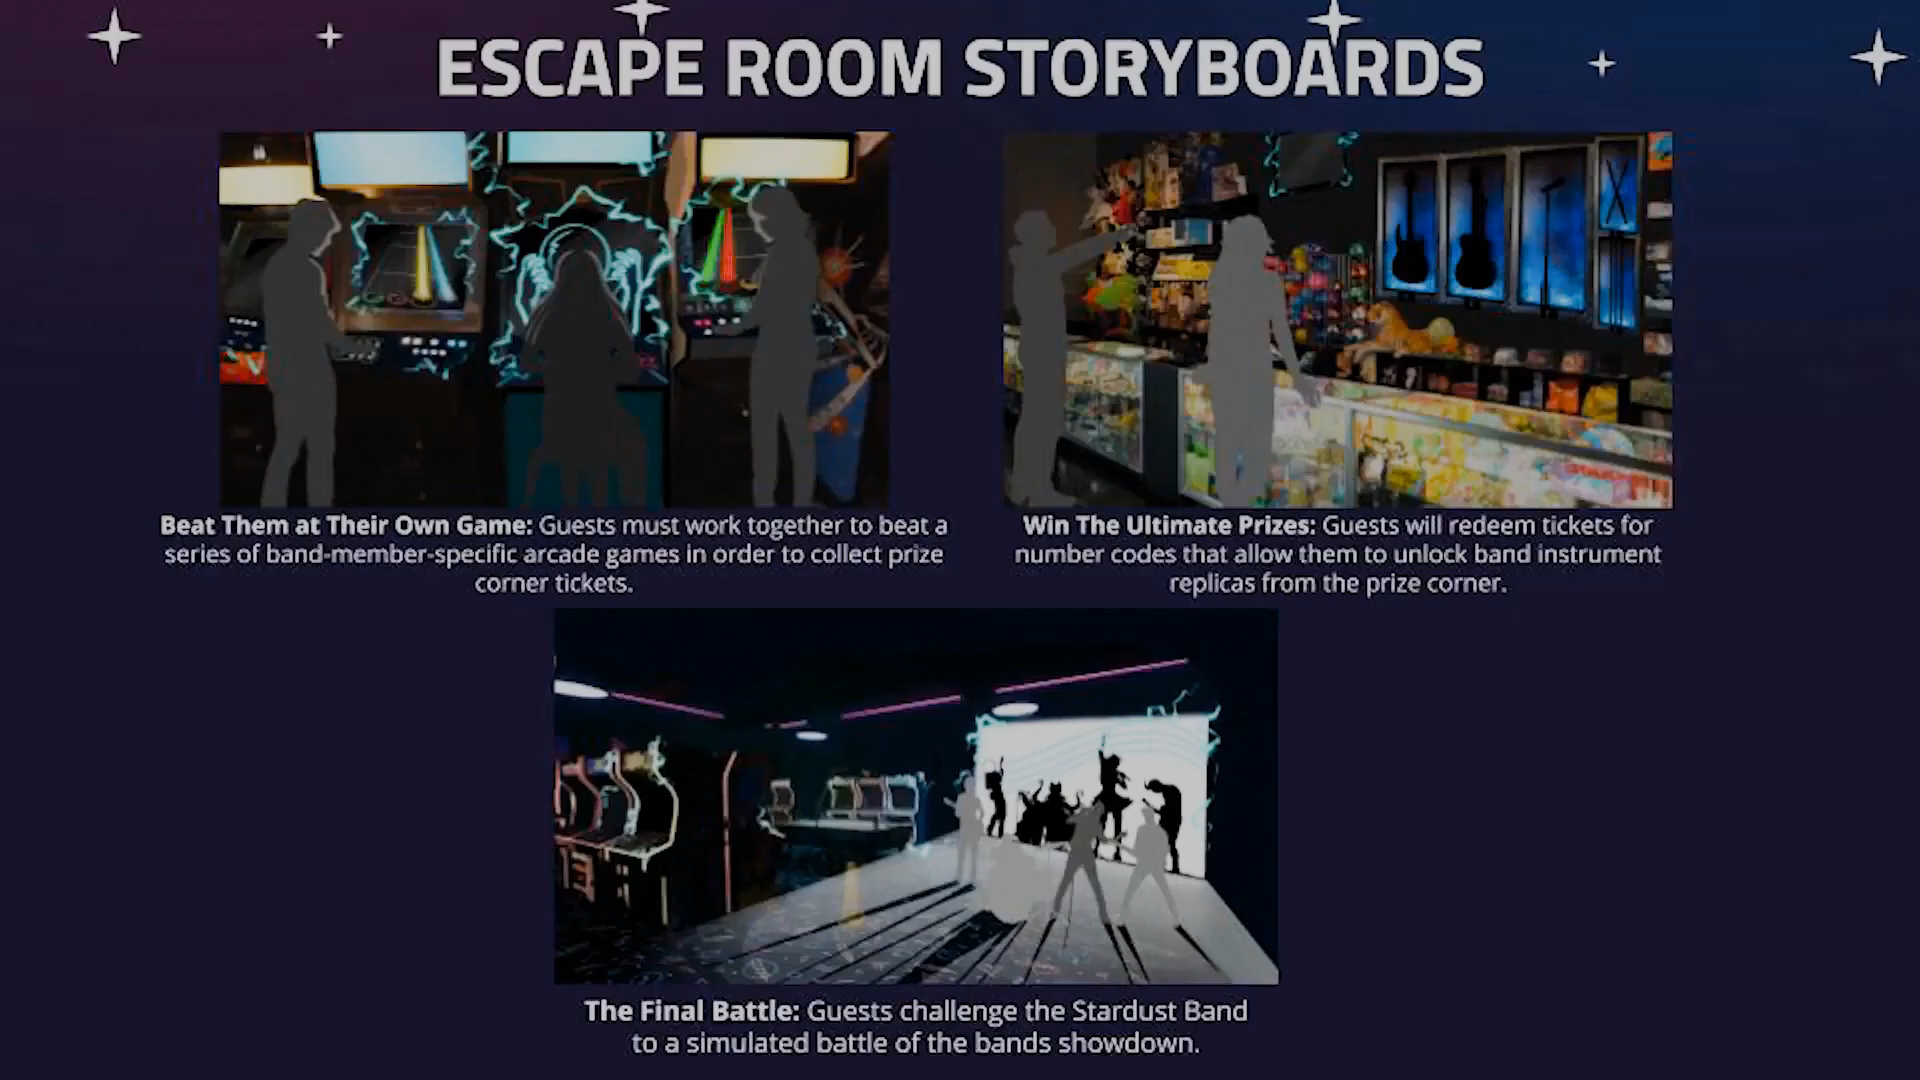 ESCAPE ROOM STORYBOARDS
Beat Them at Their Own Game: Guests must work together to beat a
series of band-member-specific arcade games in order to collect prize
corner tickets.
Win The Ultimate Prizes: Guests will redeem tickets for
number codes that allow them to unlock band instrument
replicas from the prize corner.
The Final Battle: Guests challenge the Stardust Band
to a simulated battle of the bands showdown.